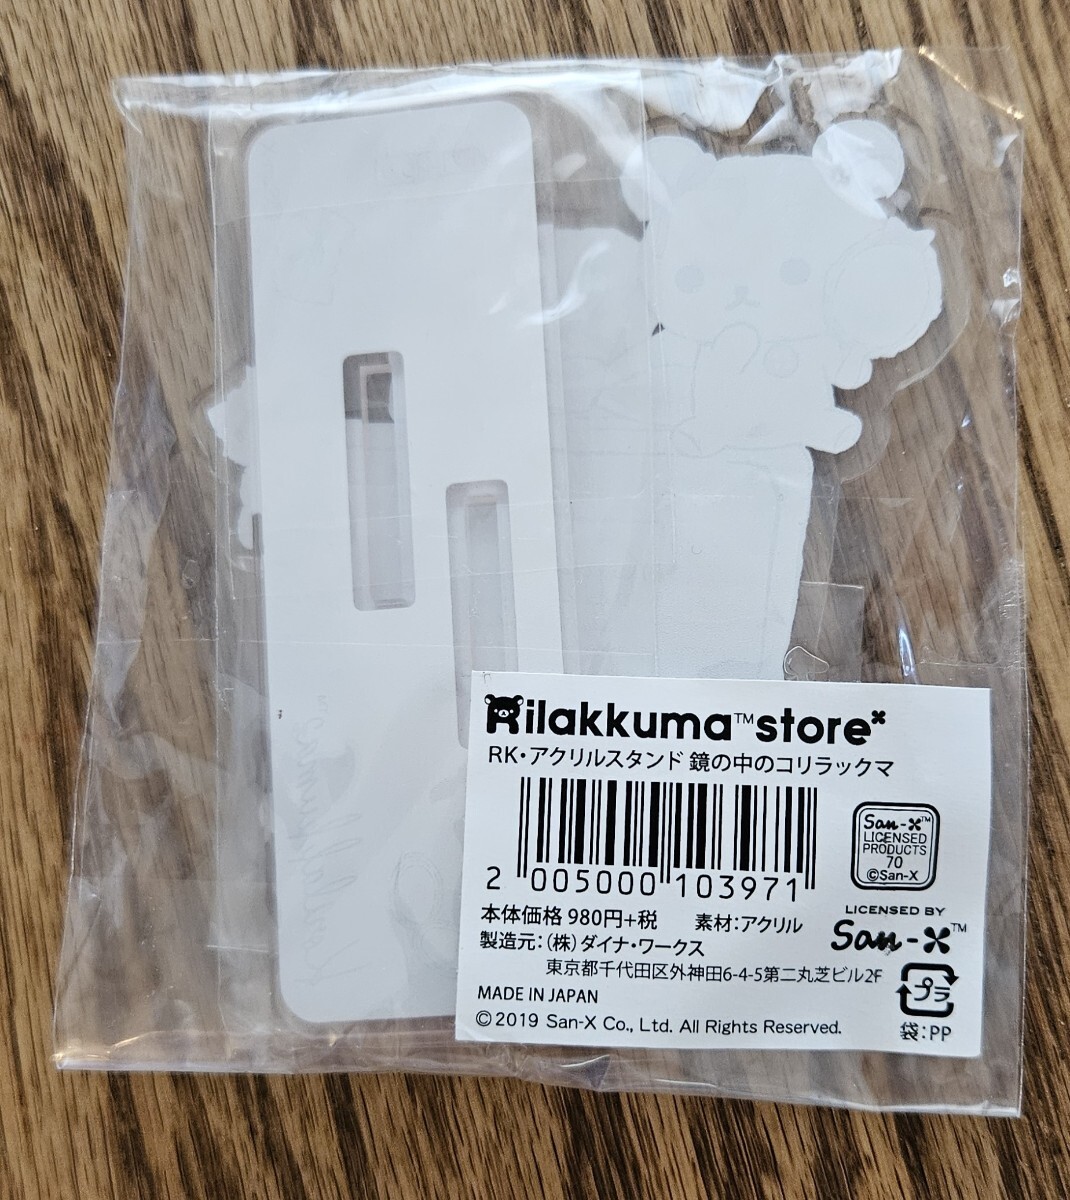 Rilakkuma™store
RK・アクリルスタンド 鏡の中のコリラックマ
2 005000 103971
San-X™
LICENSED
PRODUCTS
70
©San-X
本体価格 980円+税 素材:アクリル
製造元:(株)ダイナ・ワークス
東京都千代田区外神田6-4-5第二丸芝ビル2F
MADE IN JAPAN
©2019 San-X Co., Ltd. All Rights Reserved.
LICENSED BY
San-X™
プラ
袋:PP